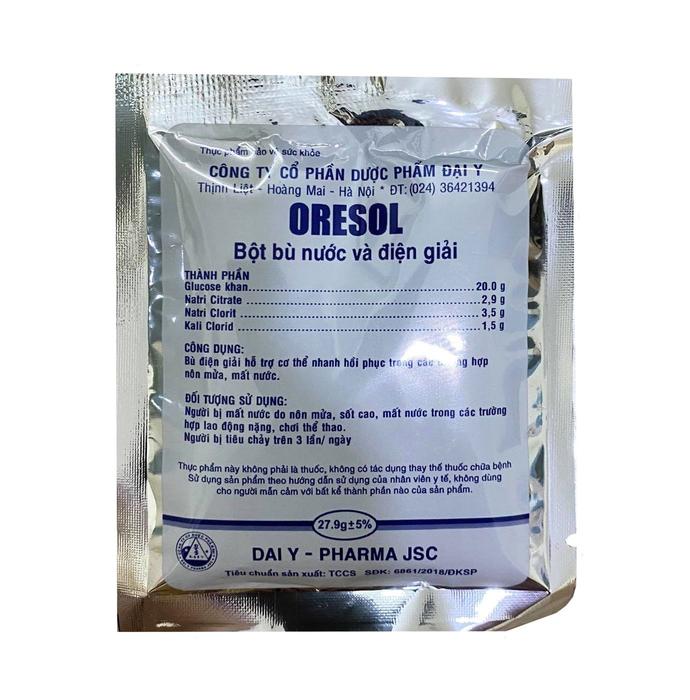 Thực phẩm bảo vệ sức khỏe
CÔNG TY CỔ PHẦN DƯỢC PHẨM ĐẠI Y
Thịnh Liệt - Hoàng Mai - Hà Nội * ĐT: (024) 36421394
ORESOL
Bột bù nước và điện giải
THÀNH PHẦN
Glucose khan 20.0 g
Natri Citrate 2,9 g
Natri Clorit 3,5 g
Kali Clorid 1,5 g
CÔNG DỤNG:
Bù điện giải hỗ trợ cơ thể nhanh hồi phục trong các hợp
nôn mửa, mất nước.
ĐỐI TƯỢNG SỬ DỤNG:
Người bị mất nước do nôn mửa, sốt cao, mất nước trong các trường
hợp lao động nặng, chơi thể thao.
Người bị tiêu chảy trên 3 lần/ ngày
Thực phẩm này không phải là thuốc, không có tác dụng thay thế thuốc chữa bệnh
Sử dụng sản phẩm theo hướng dẫn sử dụng của nhân viên y tế, không dùng
cho người mẫn cảm với bất kể thành phần nào của sản phẩm.
27.9g±5%
DAI Y - PHARMA JSC
Tiêu chuẩn sản xuất: TCCS SĐK: 6861/2018/ĐKSP